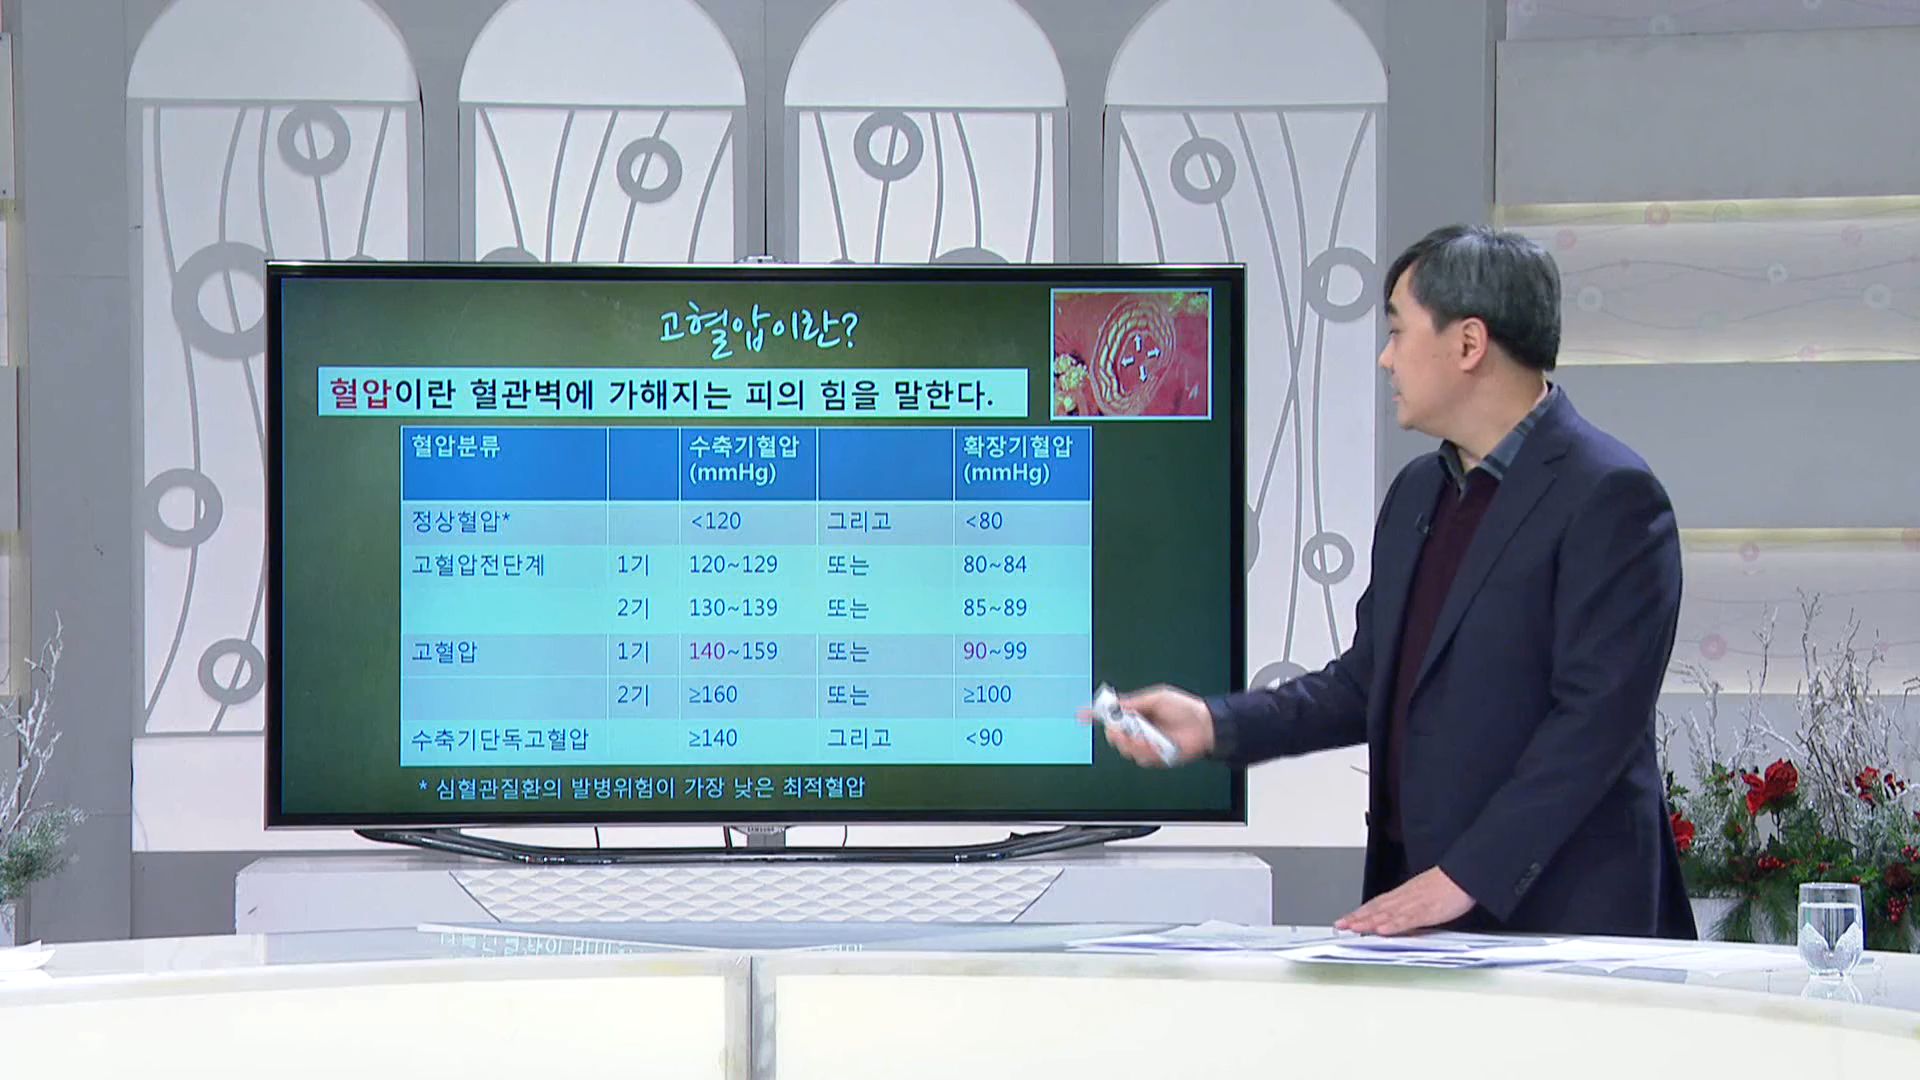 고혈압이란?
혈압이란 혈관벽에 가해지는 피의 힘을 말한다.
혈압분류 수축기혈압 (mmHg) 확장기혈압 (mmHg)
정상혈압* <120 그리고 <80
고혈압전단계 1기 120~129 또는 80~84
2기 130~139 또는 85~89
고혈압 1기 140~159 또는 90~99
2기 ≥160 또는 ≥100
수축기단독고혈압 ≥140 그리고 <90
* 심혈관질환의 발병위험이 가장 낮은 최적혈압
SAMSUNG